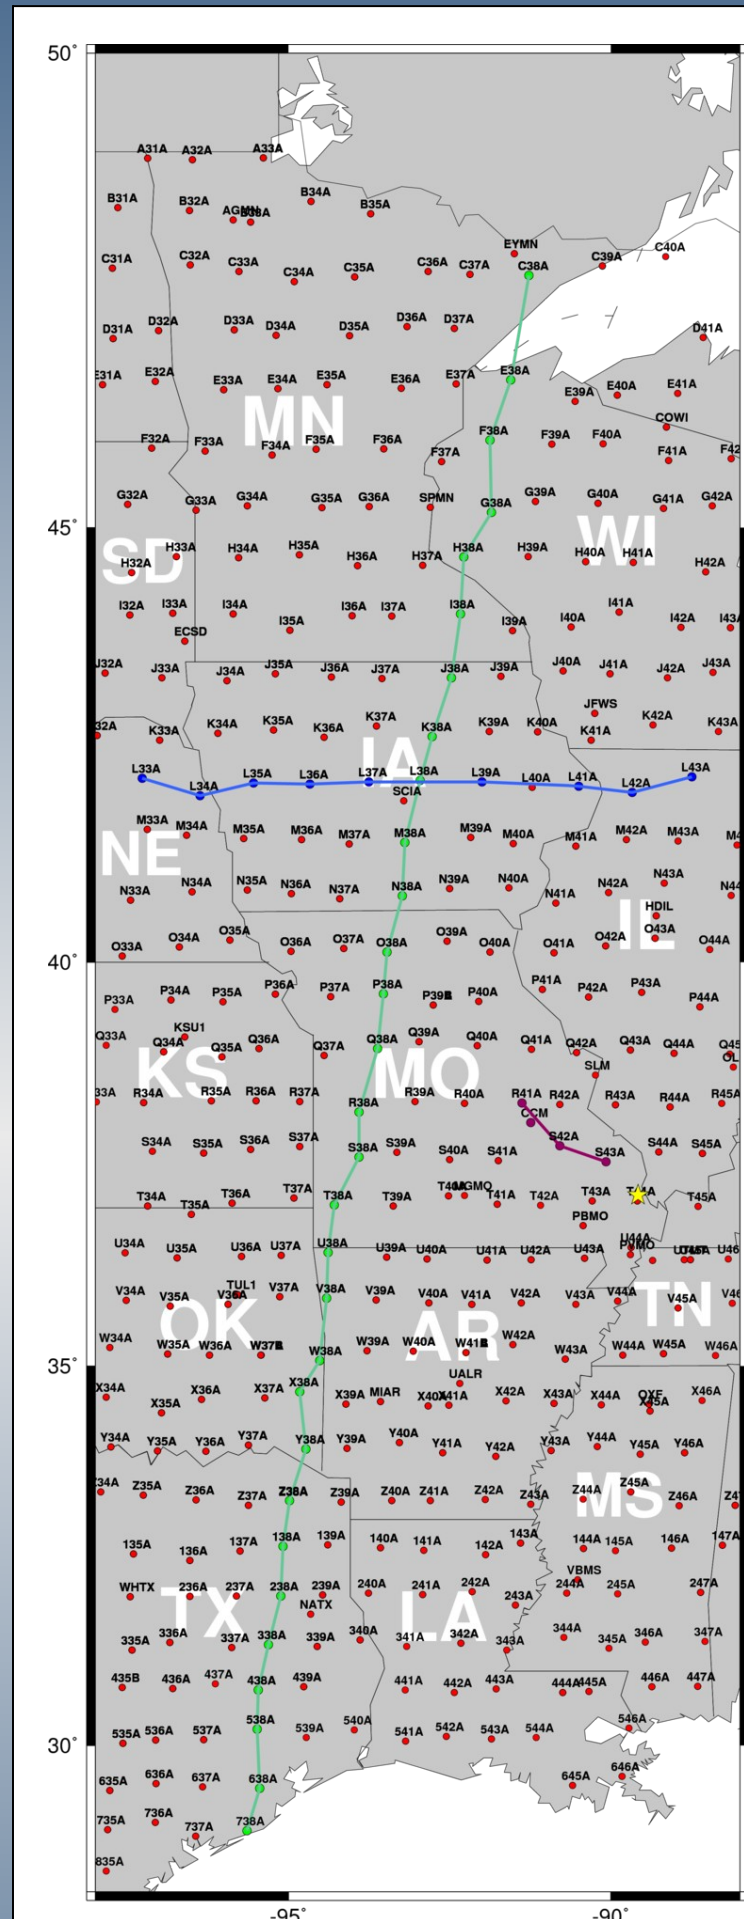 50°
A31A A32A A33A
B31A B32A AGMN B33A B34A B35A
EYMN
C31A C32A C33A C34A C35A C36A C37A C38A C39A C40A
D31A D32A D33A D34A D35A D36A D37A D41A
E32A E33A E34A E35A E36A E37A E38A E39A E40A E41A
MN COWI
F32A F33A F34A F35A F36A F37A F38A F39A F40A F41A
G32A G33A G34A G35A G36A SPMN G38A G39A G40A G41A G42A
45°
SD WI
H32A H33A H34A H35A H36A H37A H38A H39A H40A H41A H42A
I32A I33A I34A I35A I36A I37A I38A I39A I40A I41A I42A
ECSD
J33A J34A J35A J36A J37A J38A J39A J40A J41A J42A J43A
JFWS
K33A K34A K35A K36A K37A K38A K39A K40A K41A K42A K43A
IA
L33A L34A L35A L36A L37A L38A L39A L40A L41A L42A L43A
SCIA
M33A M34A M35A M36A M37A M38A M39A M40A M41A M42A M43A
NE
N33A N34A N35A N36A N37A N38A N39A N40A N41A N42A N43A
HDIL
IL
O33A O34A O35A O36A O37A O38A O39A O40A O41A O42A O43A O44A
40°
P33A P34A P35A P36A P37A P38A P40A P41A P42A P43A P44A
KSU1
Q33A Q34A Q35A Q36A Q37A Q38A Q39A Q40A Q41A Q42A Q43A Q44A
KS MO SLM
R34A R35A R36A R37A R38A R39A R40A R41A R42A R43A R44A R45A
CCM
S34A S35A S36A S37A S38A S39A S40A S41A S42A S43A S44A S45A
T34A T35A T36A T37A T38A T39A MGMO T41A T42A T43A T45A
PBMO
U34A U35A U36A U37A U38A U39A U40A U41A U42A U43A U44A
PVMO
TUL1
V34A V35A V36A V37A V38A V39A V40A V41A V42A V43A V44A V45A
OK AR TN
W34A W35A W36A W38A W39A W40A W42A W43A W44A W45A W46A
35°
UALR
X34A X35A X36A X37A X38A X39A MIAR X40A X41A X42A X43A X44A OXF X45A X46A
Y34A Y35A Y36A Y37A Y38A Y39A Y40A Y41A Y42A Y43A Y44A Y45A Y46A
Z35A Z36A Z37A Z38A Z39A Z40A Z41A Z42A Z43A Z44A Z45A Z46A
MS
135A 136A 137A 138A 139A 140A 141A 142A 143A 144A 145A 146A 147A
VBMS
WHTX 236A 237A 238A 239A 240A 241A 242A 243A 244A 245A 247A
NATX
TX LA
335A 336A 337A 338A 339A 340A 341A 342A 343A 344A 345A 346A 347A
435B 436A 437A 438A 439A 441A 442A 443A 444A 445A 446A 447A
535A 536A 537A 538A 539A 540A 541A 542A 543A 544A 546A
30°
635A 636A 637A 638A 645A 646A
735A 736A 737A 738A
835A
-95° -90°